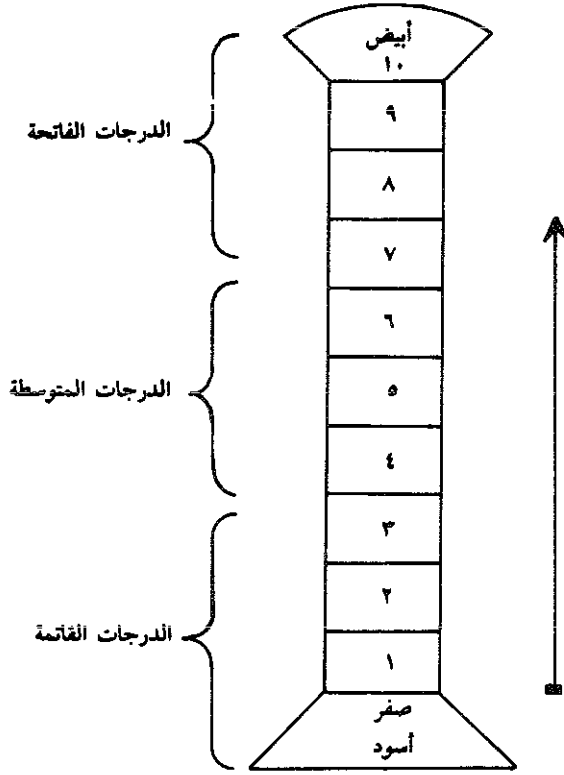 أبيض
١٠
٩
الدرجات الفاتحة
٨
٧
٦
٥
الدرجات المتوسطة
٤
٣
٢
الدرجات القاتمة
١
صفر
أسود